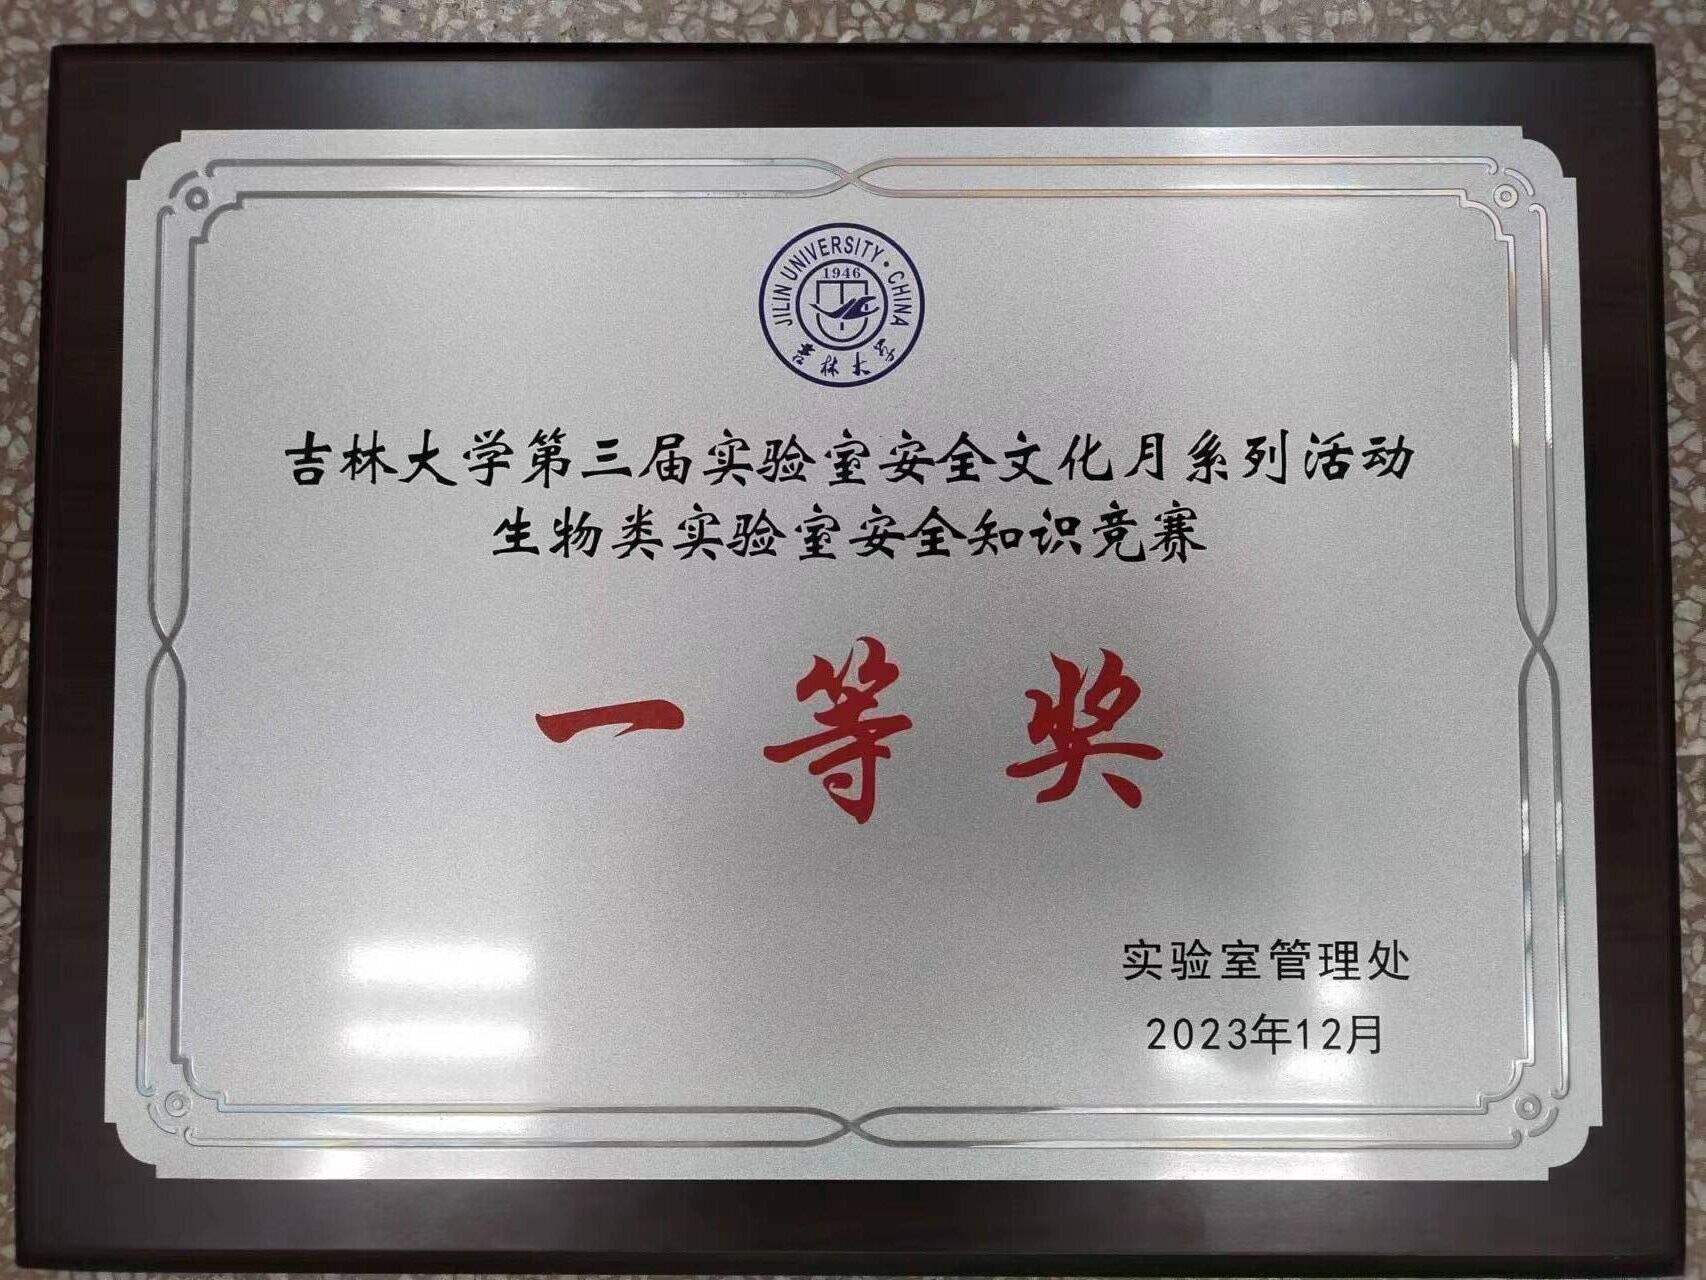 JILIN UNIVERSITY · CHINA
1946
吉林大学
吉林大学第三届实验室安全文化月系列活动
生物类实验室安全知识竞赛
一等奖
实验室管理处
2023年12月